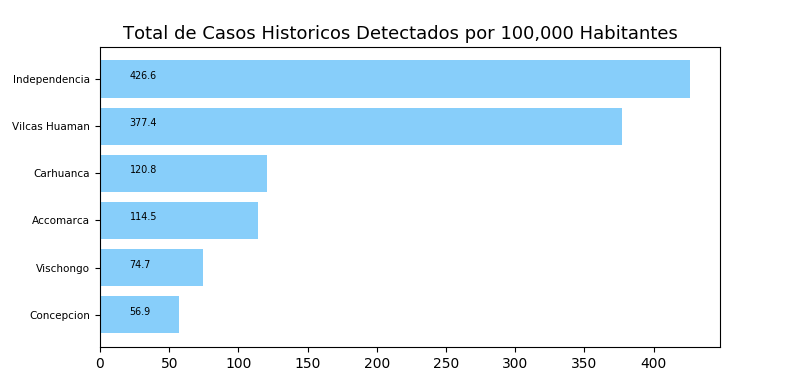 Total de Casos Historicos Detectados por 100,000 Habitantes
Independencia 426.6
Vilcas Huaman 377.4
Carhuanca 120.8
Accomarca 114.5
Vischongo 74.7
Concepcion 56.9
0 50 100 150 200 250 300 350 400